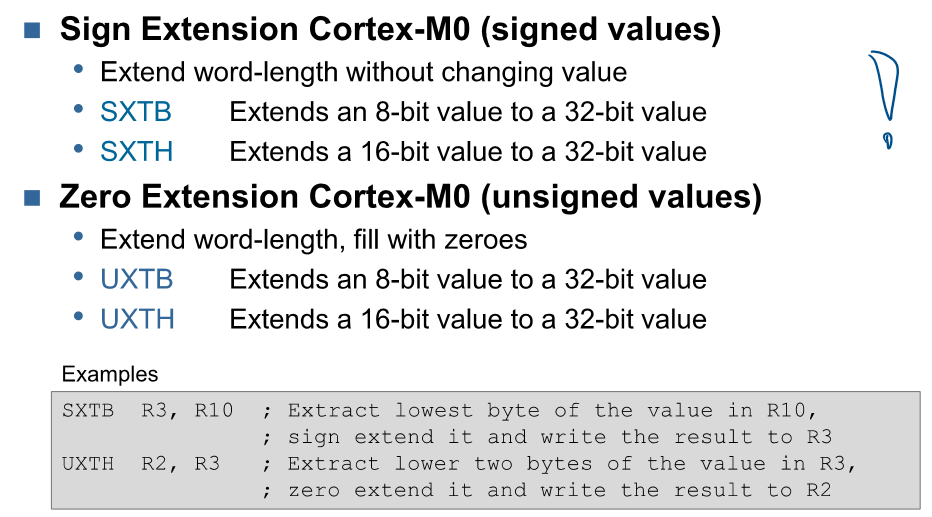 Sign Extension Cortex-M0 (signed values)
Extend word-length without changing value
SXTB Extends an 8-bit value to a 32-bit value
SXTH Extends a 16-bit value to a 32-bit value
Zero Extension Cortex-M0 (unsigned values)
Extend word-length, fill with zeroes
UXTB Extends an 8-bit value to a 32-bit value
UXTH Extends a 16-bit value to a 32-bit value
!
Examples
SXTB R3, R10 ; Extract lowest byte of the value in R10,
; sign extend it and write the result to R3
UXTH R2, R3 ; Extract lower two bytes of the value in R3,
; zero extend it and write the result to R2